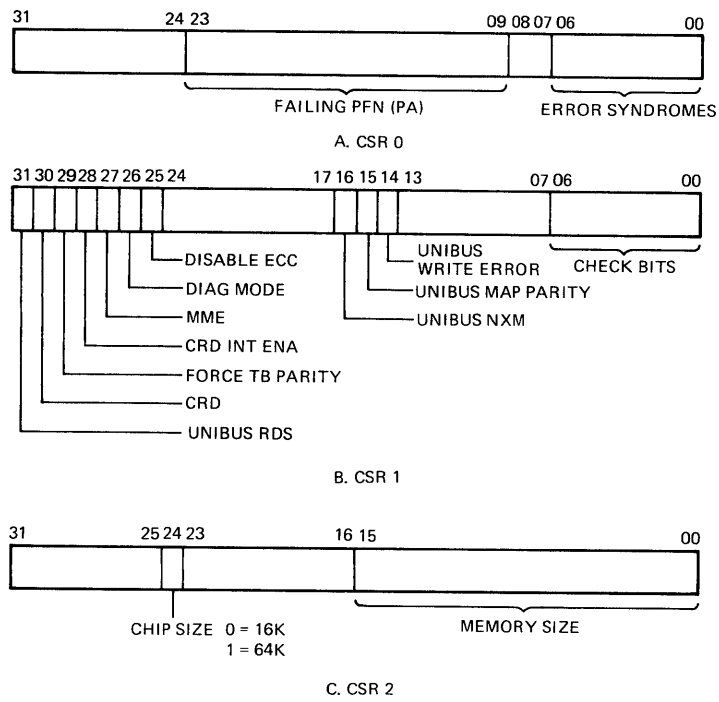 31 24 23 09 08 07 06 00
FAILING PFN (PA) ERROR SYNDROMES
A. CSR 0
31 30 29 28 27 26 25 24 17 16 15 14 13 07 06 00
DISABLE ECC
DIAG MODE
MME
CRD INT ENA
FORCE TB PARITY
CRD
UNIBUS RDS
UNIBUS
WRITE ERROR
UNIBUS MAP PARITY
UNIBUS NXM
CHECK BITS
B. CSR 1
31 25 24 23 16 15 00
CHIP SIZE 0 = 16K
1 = 64K
MEMORY SIZE
C. CSR 2